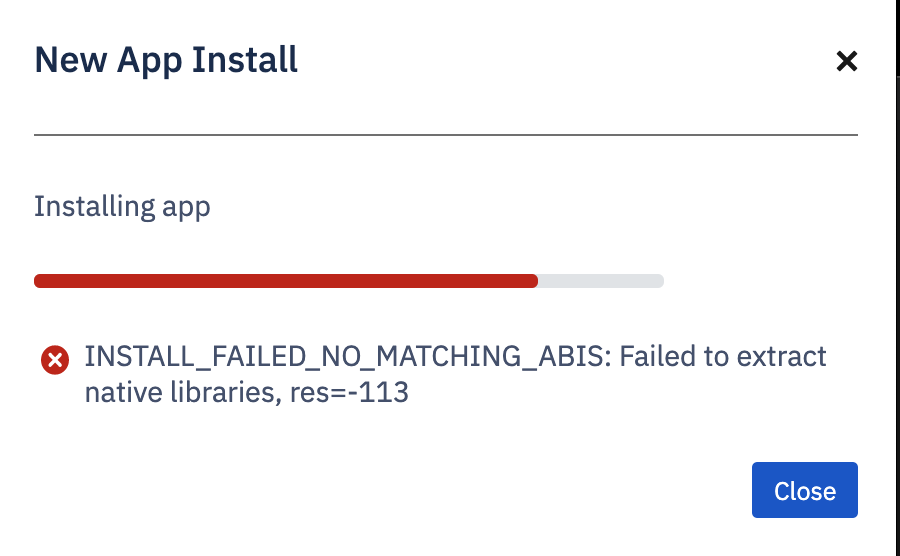 New App Install
Installing app
INSTALL_FAILED_NO_MATCHING_ABIS: Failed to extract
native libraries, res=-113
Close